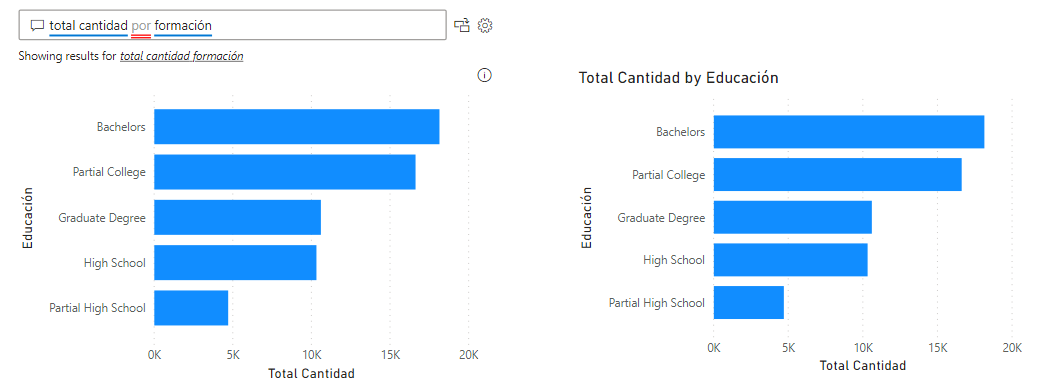 total cantidad por formación
Showing results for total cantidad formación
Educación
Bachelors
Partial College
Graduate Degree
High School
Partial High School
0K 5K 10K 15K 20K
Total Cantidad
Total Cantidad by Educación
Educación
Bachelors
Partial College
Graduate Degree
High School
Partial High School
0K 5K 10K 15K 20K
Total Cantidad